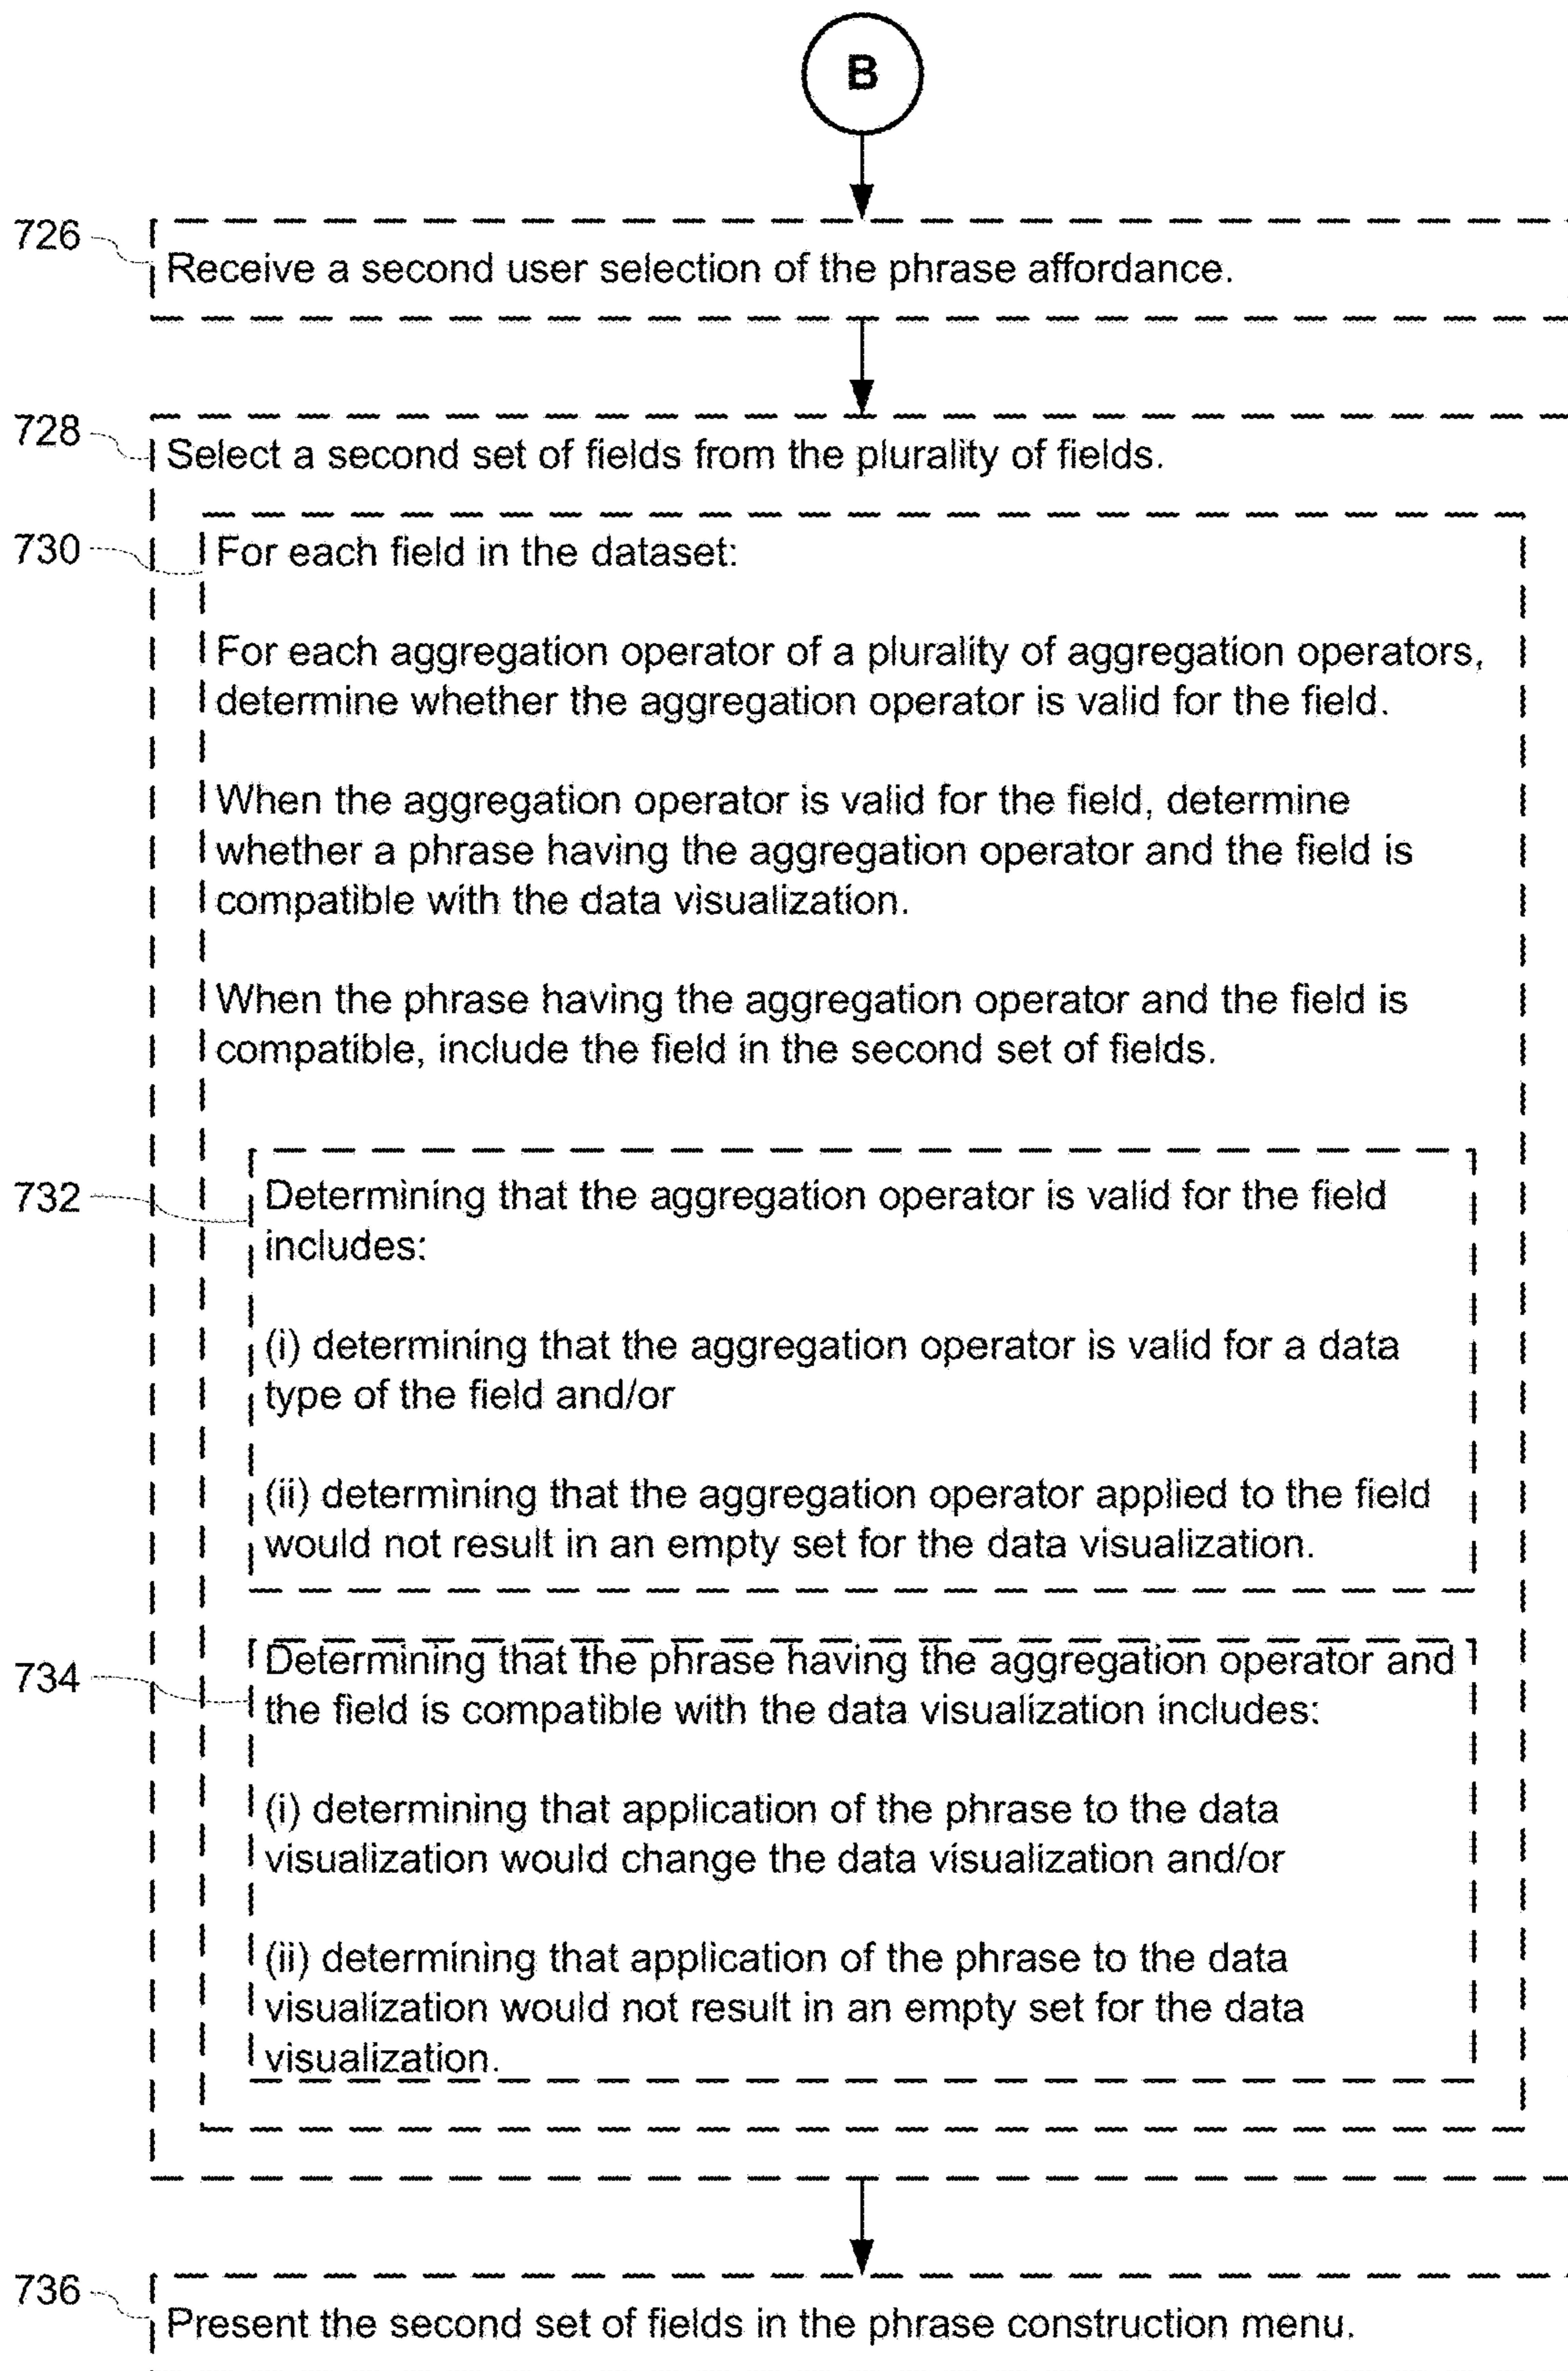 B
726
Receive a second user selection of the phrase affordance.
728
Select a second set of fields from the plurality of fields.
730
For each field in the dataset:
For each aggregation operator of a plurality of aggregation operators,
determine whether the aggregation operator is valid for the field.
When the aggregation operator is valid for the field, determine
whether a phrase having the aggregation operator and the field is
compatible with the data visualization.
When the phrase having the aggregation operator and the field is
compatible, include the field in the second set of fields.
732
Determining that the aggregation operator is valid for the field
includes:
(i) determining that the aggregation operator is valid for a data
type of the field and/or
(ii) determining that the aggregation operator applied to the field
would not result in an empty set for the data visualization.
734
Determining that the phrase having the aggregation operator and
the field is compatible with the data visualization includes:
(i) determining that application of the phrase to the data
visualization would change the data visualization and/or
(ii) determining that application of the phrase to the data
visualization would not result in an empty set for the data
visualization.
736
Present the second set of fields in the phrase construction menu.